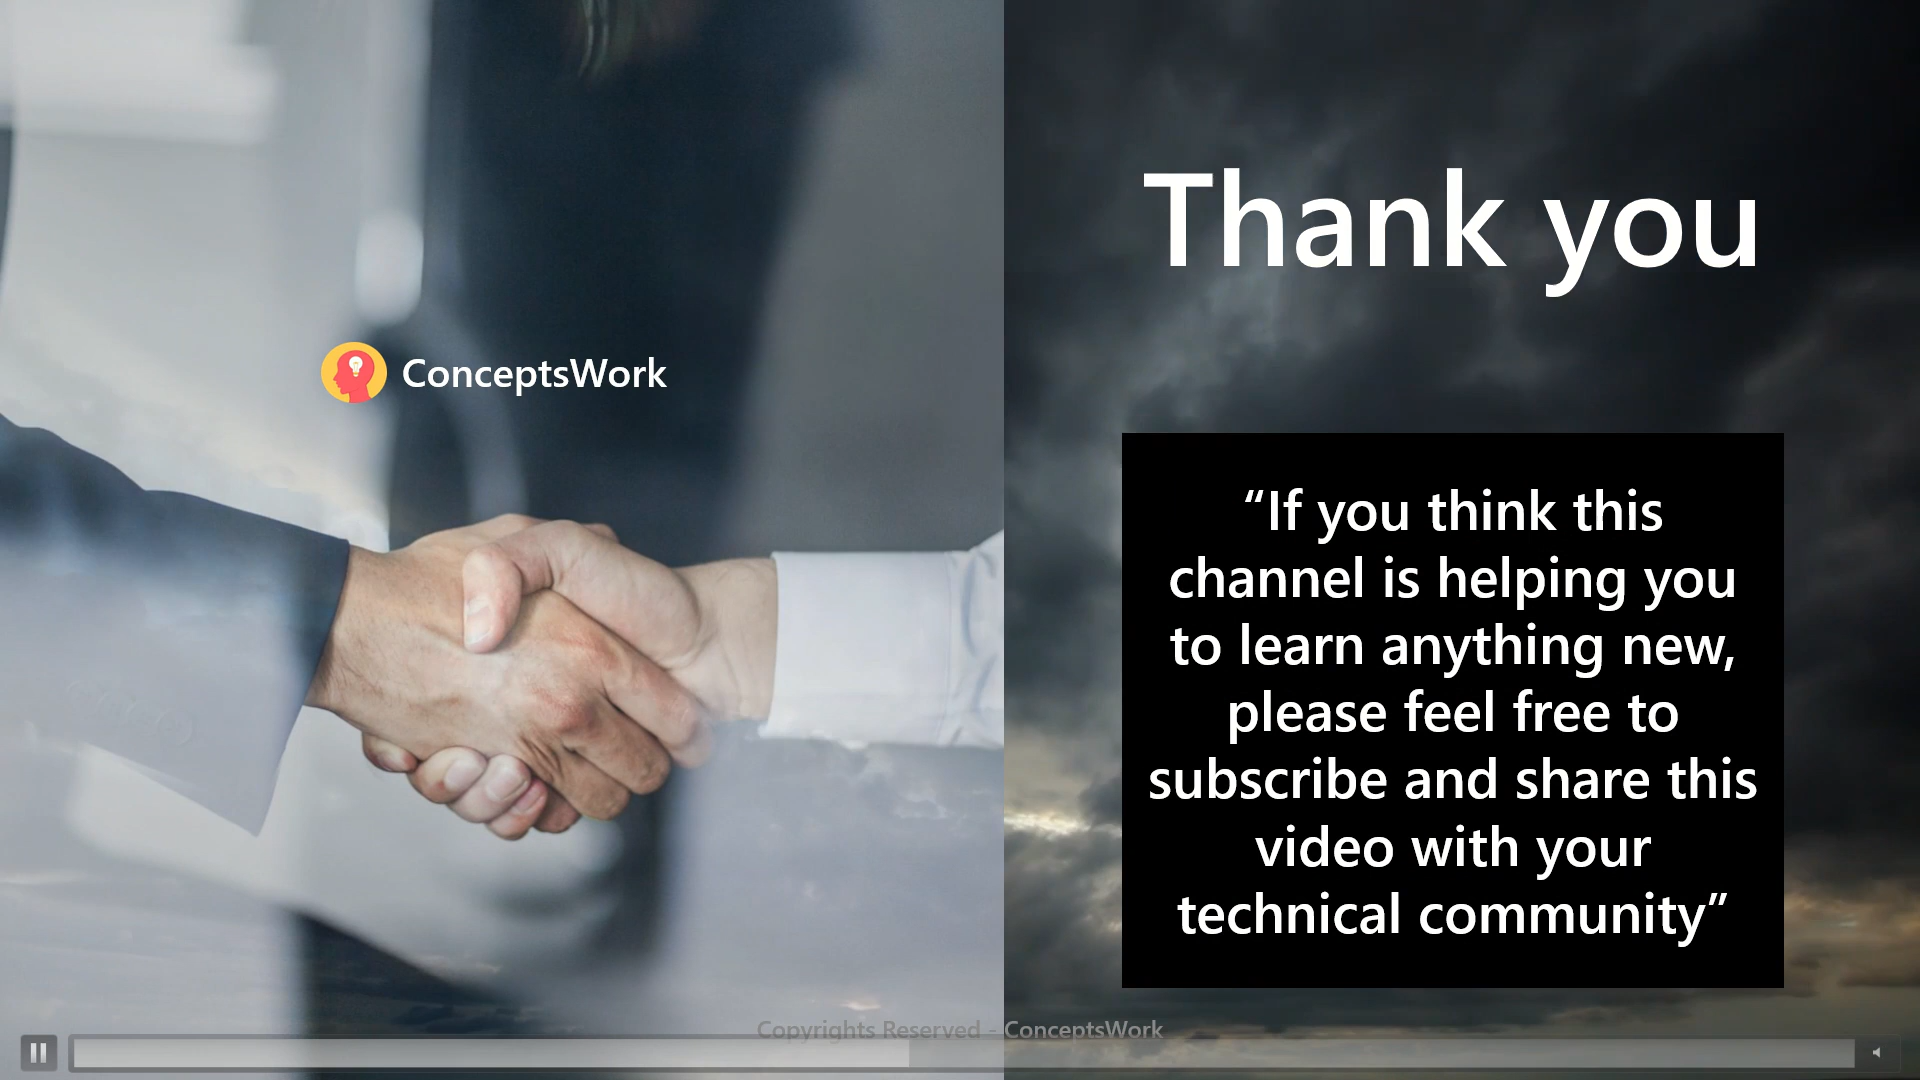 Thank you
ConceptsWork
“If you think this
channel is helping you
to learn anything new,
please feel free to
subscribe and share this
video with your
technical community”
Copyrights Reserved - ConceptsWork